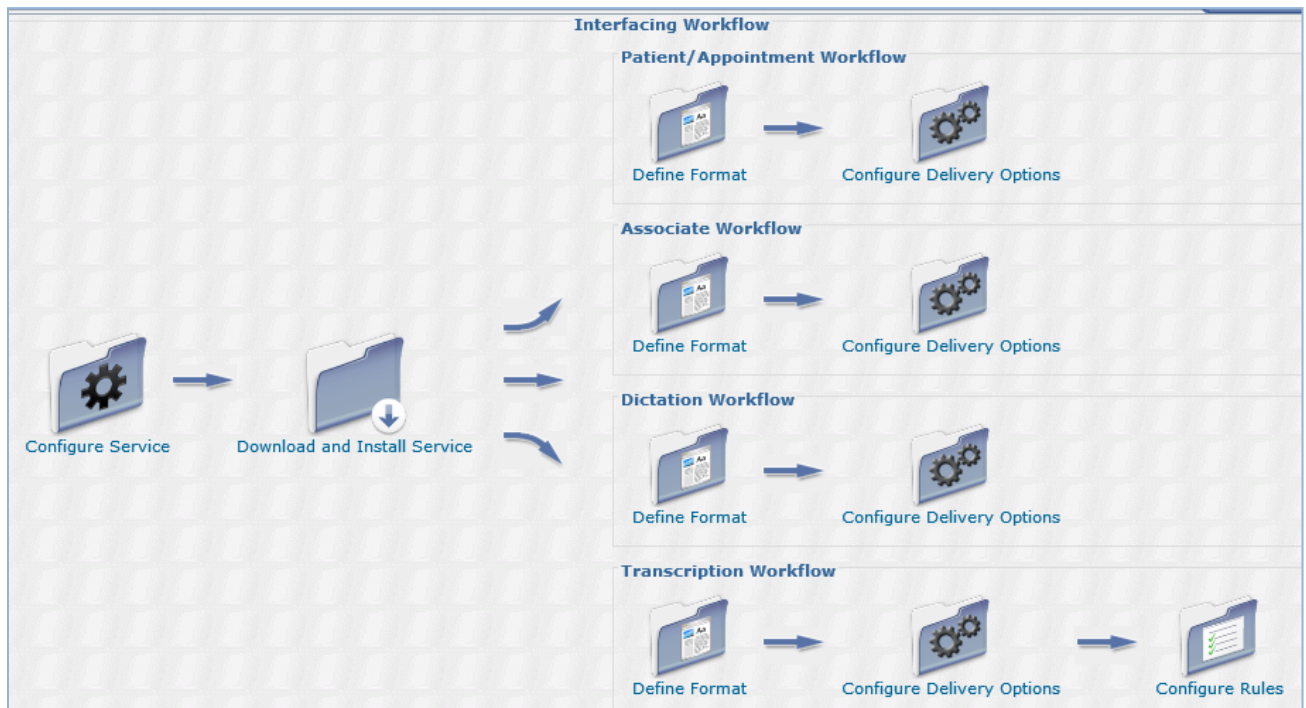 Interfacing Workflow
Patient/Appointment Workflow
Define Format
Configure Delivery Options
Associate Workflow
Define Format
Configure Delivery Options
Configure Service
Download and Install Service
Dictation Workflow
Define Format
Configure Delivery Options
Transcription Workflow
Define Format
Configure Delivery Options
Configure Rules